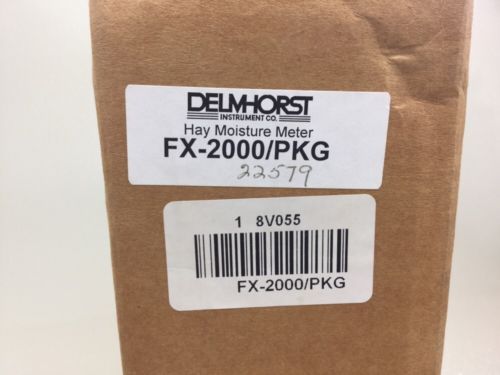 DELMHORST
INSTRUMENT CO.
Hay Moisture Meter
FX-2000/PKG
22579
1 8V055
FX-2000/PKG